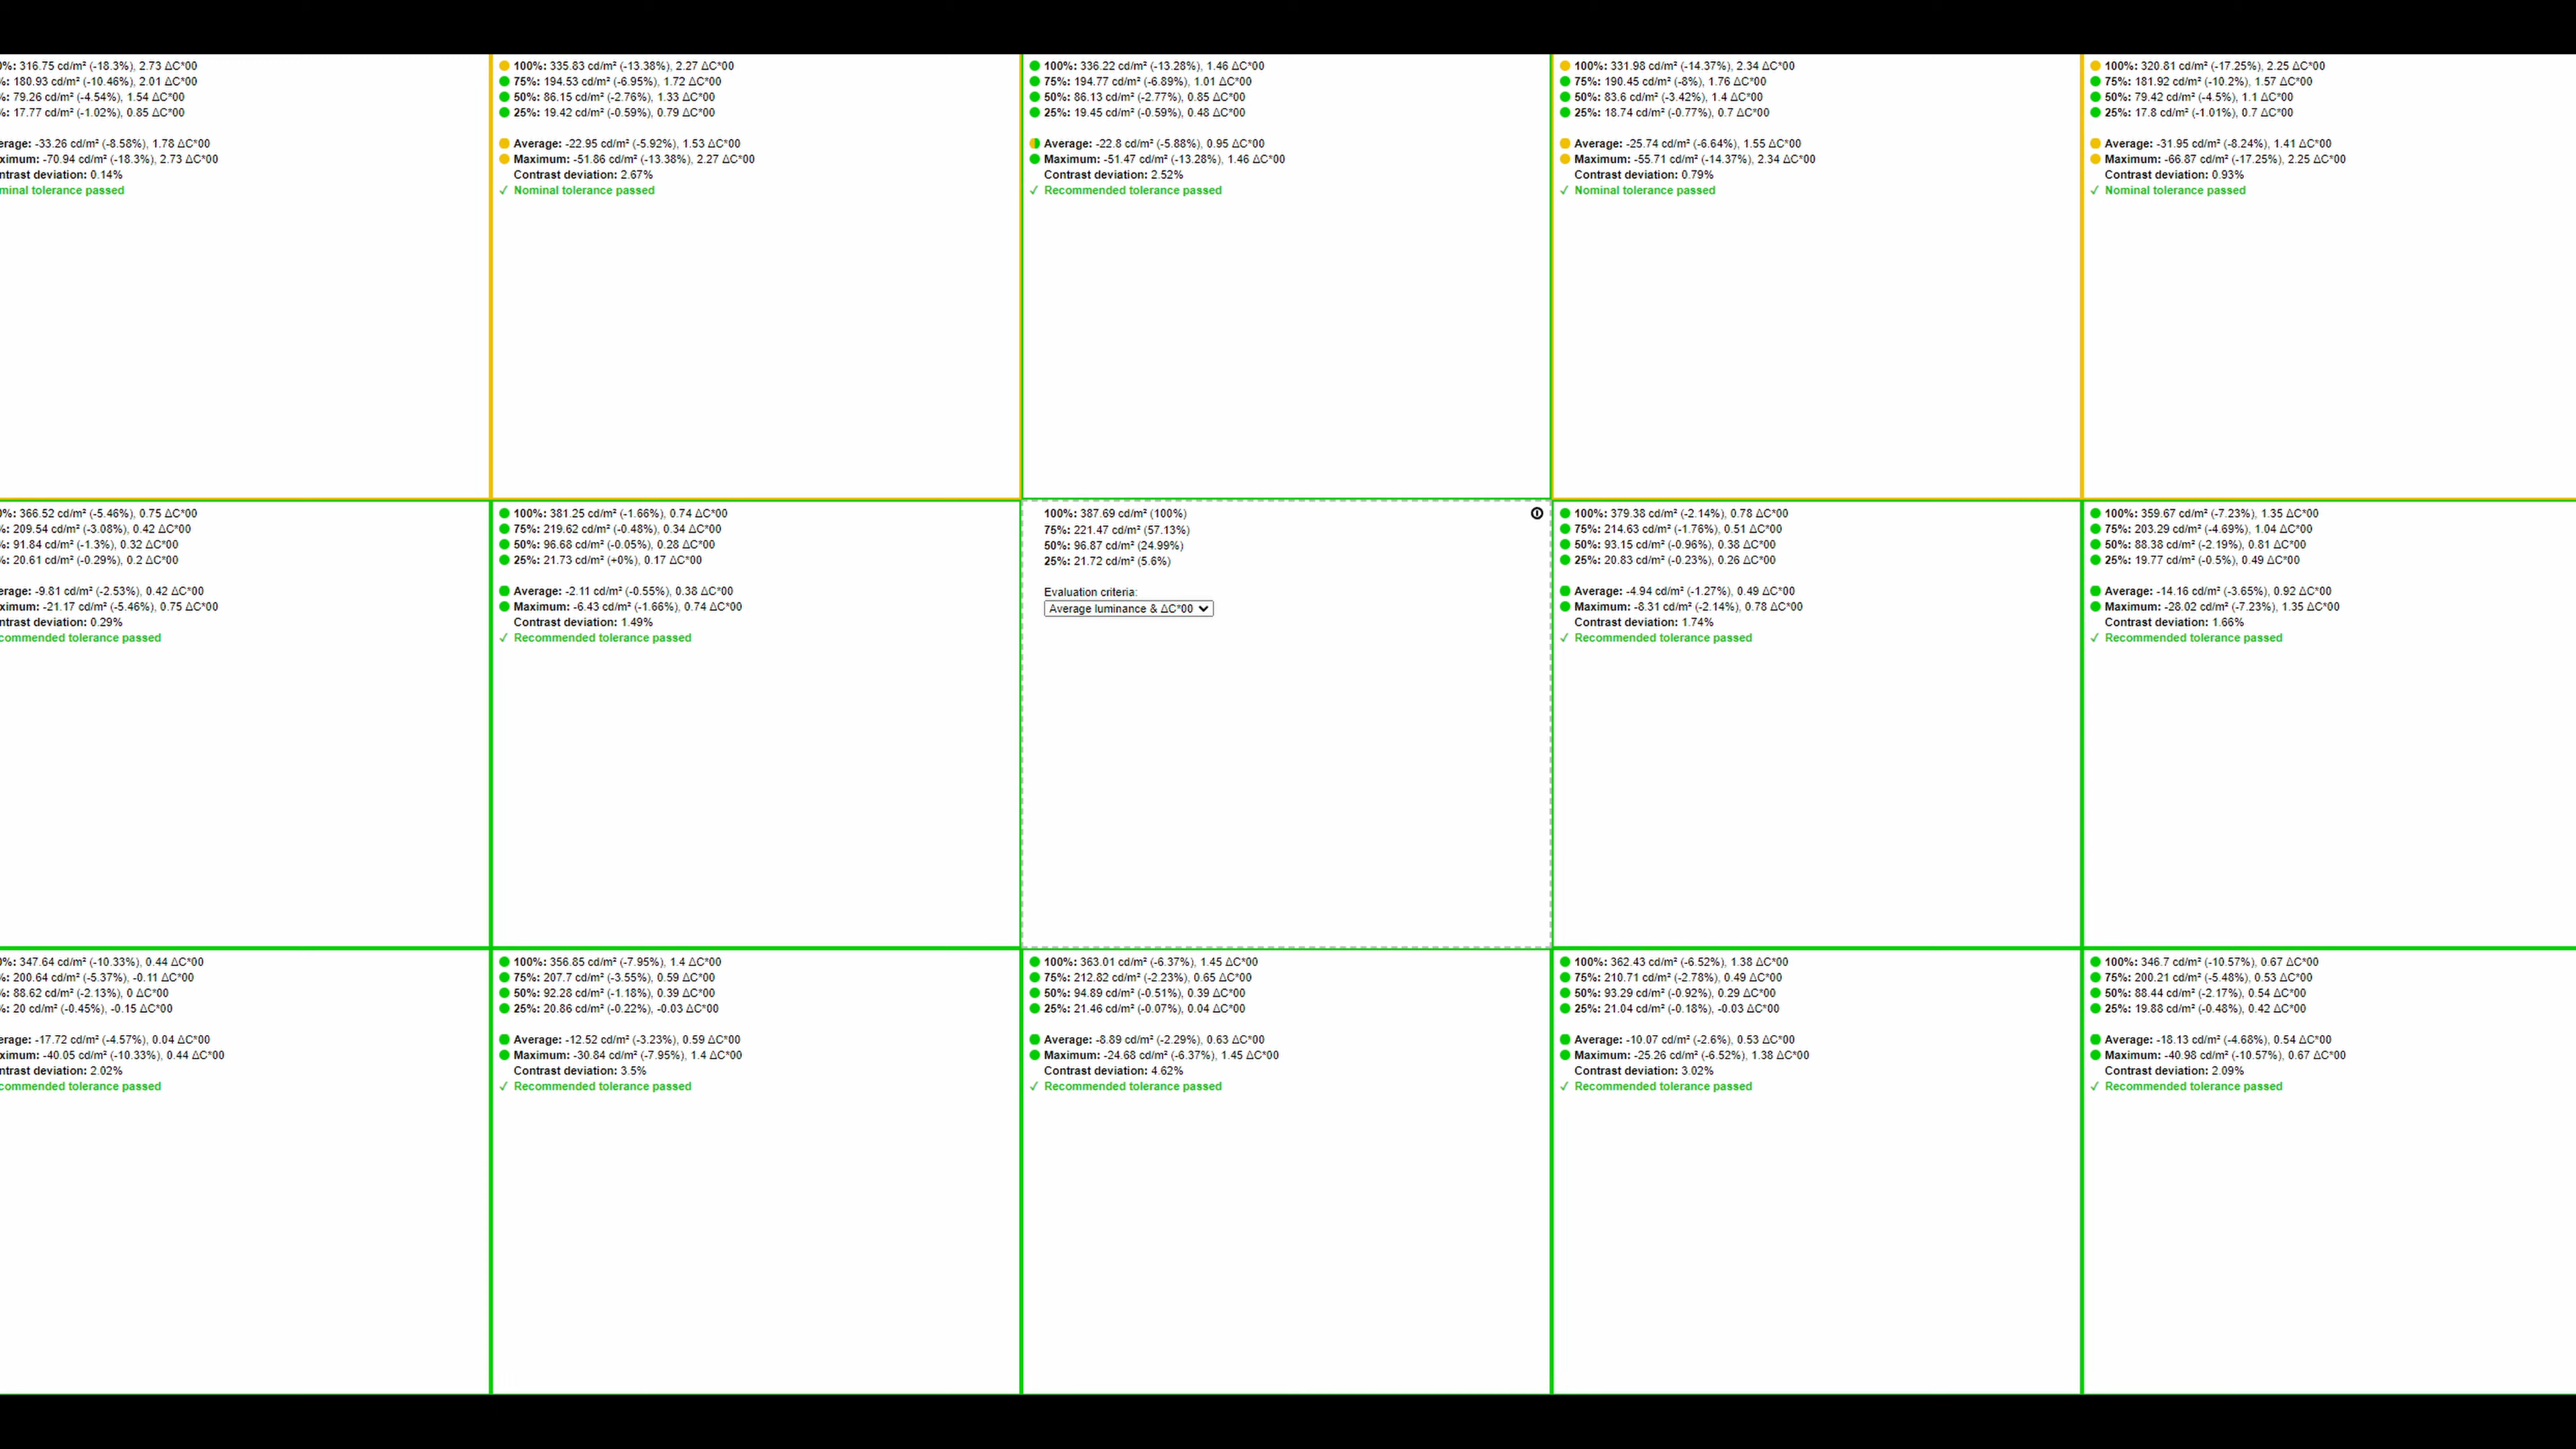 %: 316.75 cd/m² (-18.3%), 2.73 ΔC*00
%: 180.93 cd/m² (-10.46%), 2.01 ΔC*00
%: 79.26 cd/m² (-4.54%), 1.54 ΔC*00
%: 17.77 cd/m² (-1.02%), 0.85 ΔC*00
erage: -33.26 cd/m² (-8.58%), 1.78 ΔC*00
ximum: -70.94 cd/m² (-18.3%), 2.73 ΔC*00
ntrast deviation: 0.14%
minal tolerance passed
100%: 335.83 cd/m² (-13.38%), 2.27 ΔC*00
75%: 194.53 cd/m² (-6.95%), 1.72 ΔC*00
50%: 86.15 cd/m² (-2.76%), 1.33 ΔC*00
25%: 19.42 cd/m² (-0.59%), 0.79 ΔC*00
Average: -22.95 cd/m² (-5.92%), 1.53 ΔC*00
Maximum: -51.86 cd/m² (-13.38%), 2.27 ΔC*00
Contrast deviation: 2.67%
✓ Nominal tolerance passed
100%: 336.22 cd/m² (-13.28%), 1.46 ΔC*00
75%: 194.77 cd/m² (-6.89%), 1.01 ΔC*00
50%: 86.13 cd/m² (-2.77%), 0.85 ΔC*00
25%: 19.45 cd/m² (-0.59%), 0.48 ΔC*00
Average: -22.8 cd/m² (-5.88%), 0.95 ΔC*00
Maximum: -51.47 cd/m² (-13.28%), 1.46 ΔC*00
Contrast deviation: 2.52%
✓ Recommended tolerance passed
100%: 331.98 cd/m² (-14.37%), 2.34 ΔC*00
75%: 190.45 cd/m² (-8%), 1.76 ΔC*00
50%: 83.6 cd/m² (-3.42%), 1.4 ΔC*00
25%: 18.74 cd/m² (-0.77%), 0.7 ΔC*00
Average: -25.74 cd/m² (-6.64%), 1.55 ΔC*00
Maximum: -55.71 cd/m² (-14.37%), 2.34 ΔC*00
Contrast deviation: 0.79%
✓ Nominal tolerance passed
100%: 320.81 cd/m² (-17.25%), 2.25 ΔC*00
75%: 181.92 cd/m² (-10.2%), 1.57 ΔC*00
50%: 79.42 cd/m² (-4.5%), 1.1 ΔC*00
25%: 17.8 cd/m² (-1.01%), 0.7 ΔC*00
Average: -31.95 cd/m² (-8.24%), 1.41 ΔC*00
Maximum: -66.87 cd/m² (-17.25%), 2.25 ΔC*00
Contrast deviation: 0.93%
✓ Nominal tolerance passed
%: 366.52 cd/m² (-5.46%), 0.75 ΔC*00
%: 209.54 cd/m² (-3.08%), 0.42 ΔC*00
%: 91.84 cd/m² (-1.3%), 0.32 ΔC*00
%: 20.61 cd/m² (-0.29%), 0.2 ΔC*00
erage: -9.81 cd/m² (-2.53%), 0.42 ΔC*00
ximum: -21.17 cd/m² (-5.46%), 0.75 ΔC*00
ntrast deviation: 0.29%
commended tolerance passed
100%: 381.25 cd/m² (-1.66%), 0.74 ΔC*00
75%: 219.62 cd/m² (-0.48%), 0.34 ΔC*00
50%: 96.68 cd/m² (-0.05%), 0.28 ΔC*00
25%: 21.73 cd/m² (+0%), 0.17 ΔC*00
Average: -2.11 cd/m² (-0.55%), 0.38 ΔC*00
Maximum: -6.43 cd/m² (-1.66%), 0.74 ΔC*00
Contrast deviation: 1.49%
✓ Recommended tolerance passed
100%: 387.69 cd/m² (100%)
75%: 221.47 cd/m² (57.13%)
50%: 96.87 cd/m² (24.99%)
25%: 21.72 cd/m² (5.6%)
Evaluation criteria:
Average luminance & ΔC*00
100%: 379.38 cd/m² (-2.14%), 0.78 ΔC*00
75%: 214.63 cd/m² (-1.76%), 0.51 ΔC*00
50%: 93.15 cd/m² (-0.96%), 0.38 ΔC*00
25%: 20.83 cd/m² (-0.23%), 0.26 ΔC*00
Average: -4.94 cd/m² (-1.27%), 0.49 ΔC*00
Maximum: -8.31 cd/m² (-2.14%), 0.78 ΔC*00
Contrast deviation: 1.74%
✓ Recommended tolerance passed
100%: 359.67 cd/m² (-7.23%), 1.35 ΔC*00
75%: 203.29 cd/m² (-4.69%), 1.04 ΔC*00
50%: 88.38 cd/m² (-2.19%), 0.81 ΔC*00
25%: 19.77 cd/m² (-0.5%), 0.49 ΔC*00
Average: -14.16 cd/m² (-3.65%), 0.92 ΔC*00
Maximum: -28.02 cd/m² (-7.23%), 1.35 ΔC*00
Contrast deviation: 1.66%
✓ Recommended tolerance passed
%: 347.64 cd/m² (-10.33%), 0.44 ΔC*00
%: 200.64 cd/m² (-5.37%), -0.11 ΔC*00
%: 88.62 cd/m² (-2.13%), 0 ΔC*00
%: 20 cd/m² (-0.45%), -0.15 ΔC*00
erage: -17.72 cd/m² (-4.57%), 0.04 ΔC*00
ximum: -40.05 cd/m² (-10.33%), 0.44 ΔC*00
ntrast deviation: 2.02%
commended tolerance passed
100%: 356.85 cd/m² (-7.95%), 1.4 ΔC*00
75%: 207.7 cd/m² (-3.55%), 0.59 ΔC*00
50%: 92.28 cd/m² (-1.18%), 0.39 ΔC*00
25%: 20.86 cd/m² (-0.22%), -0.03 ΔC*00
Average: -12.52 cd/m² (-3.23%), 0.59 ΔC*00
Maximum: -30.84 cd/m² (-7.95%), 1.4 ΔC*00
Contrast deviation: 3.5%
✓ Recommended tolerance passed
100%: 363.01 cd/m² (-6.37%), 1.45 ΔC*00
75%: 212.82 cd/m² (-2.23%), 0.65 ΔC*00
50%: 94.89 cd/m² (-0.51%), 0.39 ΔC*00
25%: 21.46 cd/m² (-0.07%), 0.04 ΔC*00
Average: -8.89 cd/m² (-2.29%), 0.63 ΔC*00
Maximum: -24.68 cd/m² (-6.37%), 1.45 ΔC*00
Contrast deviation: 4.62%
✓ Recommended tolerance passed
100%: 362.43 cd/m² (-6.52%), 1.38 ΔC*00
75%: 210.71 cd/m² (-2.78%), 0.49 ΔC*00
50%: 93.29 cd/m² (-0.92%), 0.29 ΔC*00
25%: 21.04 cd/m² (-0.18%), -0.03 ΔC*00
Average: -10.07 cd/m² (-2.6%), 0.53 ΔC*00
Maximum: -25.26 cd/m² (-6.52%), 1.38 ΔC*00
Contrast deviation: 3.02%
✓ Recommended tolerance passed
100%: 346.7 cd/m² (-10.57%), 0.67 ΔC*00
75%: 200.21 cd/m² (-5.48%), 0.53 ΔC*00
50%: 88.44 cd/m² (-2.17%), 0.54 ΔC*00
25%: 19.88 cd/m² (-0.48%), 0.42 ΔC*00
Average: -18.13 cd/m² (-4.68%), 0.54 ΔC*00
Maximum: -40.98 cd/m² (-10.57%), 0.67 ΔC*00
Contrast deviation: 2.09%
✓ Recommended tolerance passed